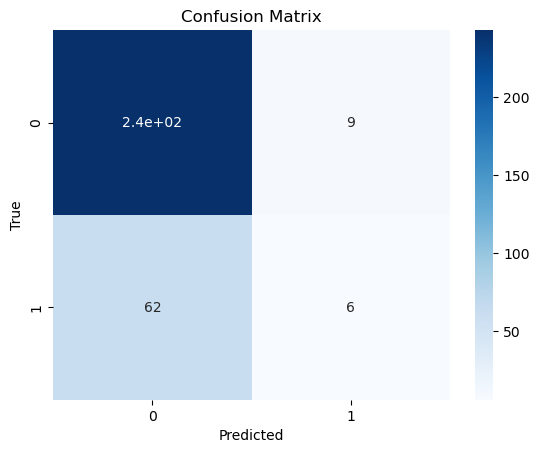 Confusion Matrix
True
0
2.4e+02
9
1
62
6
0
1
Predicted
200
150
100
50